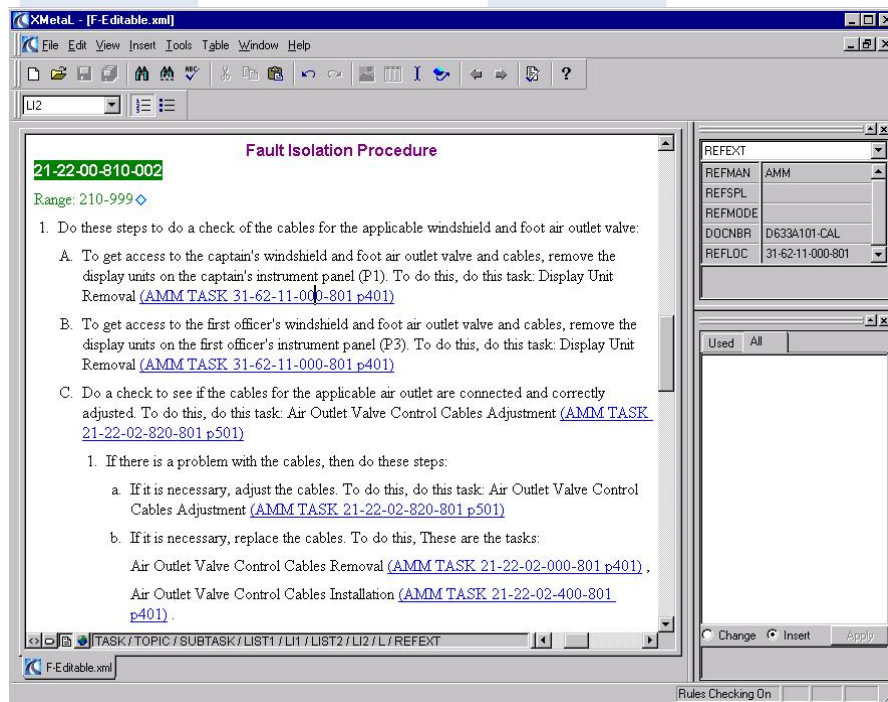 XMetaL - [F-Editable.xml]
File Edit View Insert Tools Table Window Help
ABC
?
LI2
Fault Isolation Procedure
21-22-00-810-002
Range: 210-999
1. Do these steps to do a check of the cables for the applicable windshield and foot air outlet valve:
A. To get access to the captain's windshield and foot air outlet valve and cables, remove the
display units on the captain's instrument panel (P1). To do this, do this task: Display Unit
Removal (AMM TASK 31-62-11-000-801 p401)
B. To get access to the first officer's windshield and foot air outlet valve and cables, remove the
display units on the first officer's instrument panel (P3). To do this, do this task: Display Unit
Removal (AMM TASK 31-62-11-000-801 p401)
C. Do a check to see if the cables for the applicable air outlet are connected and correctly
adjusted. To do this, do this task: Air Outlet Valve Control Cables Adjustment (AMM TASK
21-22-02-820-801 p501)
1. If there is a problem with the cables, then do these steps:
a. If it is necessary, adjust the cables. To do this, do this task: Air Outlet Valve Control
Cables Adjustment (AMM TASK 21-22-02-820-801 p501)
b. If it is necessary, replace the cables. To do this, These are the tasks:
Air Outlet Valve Control Cables Removal (AMM TASK 21-22-02-000-801 p401) ,
Air Outlet Valve Control Cables Installation (AMM TASK 21-22-02-400-801
p401) .
TASK / TOPIC / SUBTASK / LIST1 / LI1 / LIST2 / LI2 / L / REFEXT
F-Editable.xml
REFEXT
REFMAN AMM
REFSPL
REFMODE
DOCNBR D633A101-CAL
REFLOC 31-62-11-000-801
Used All
Change Insert Apply
Rules Checking On